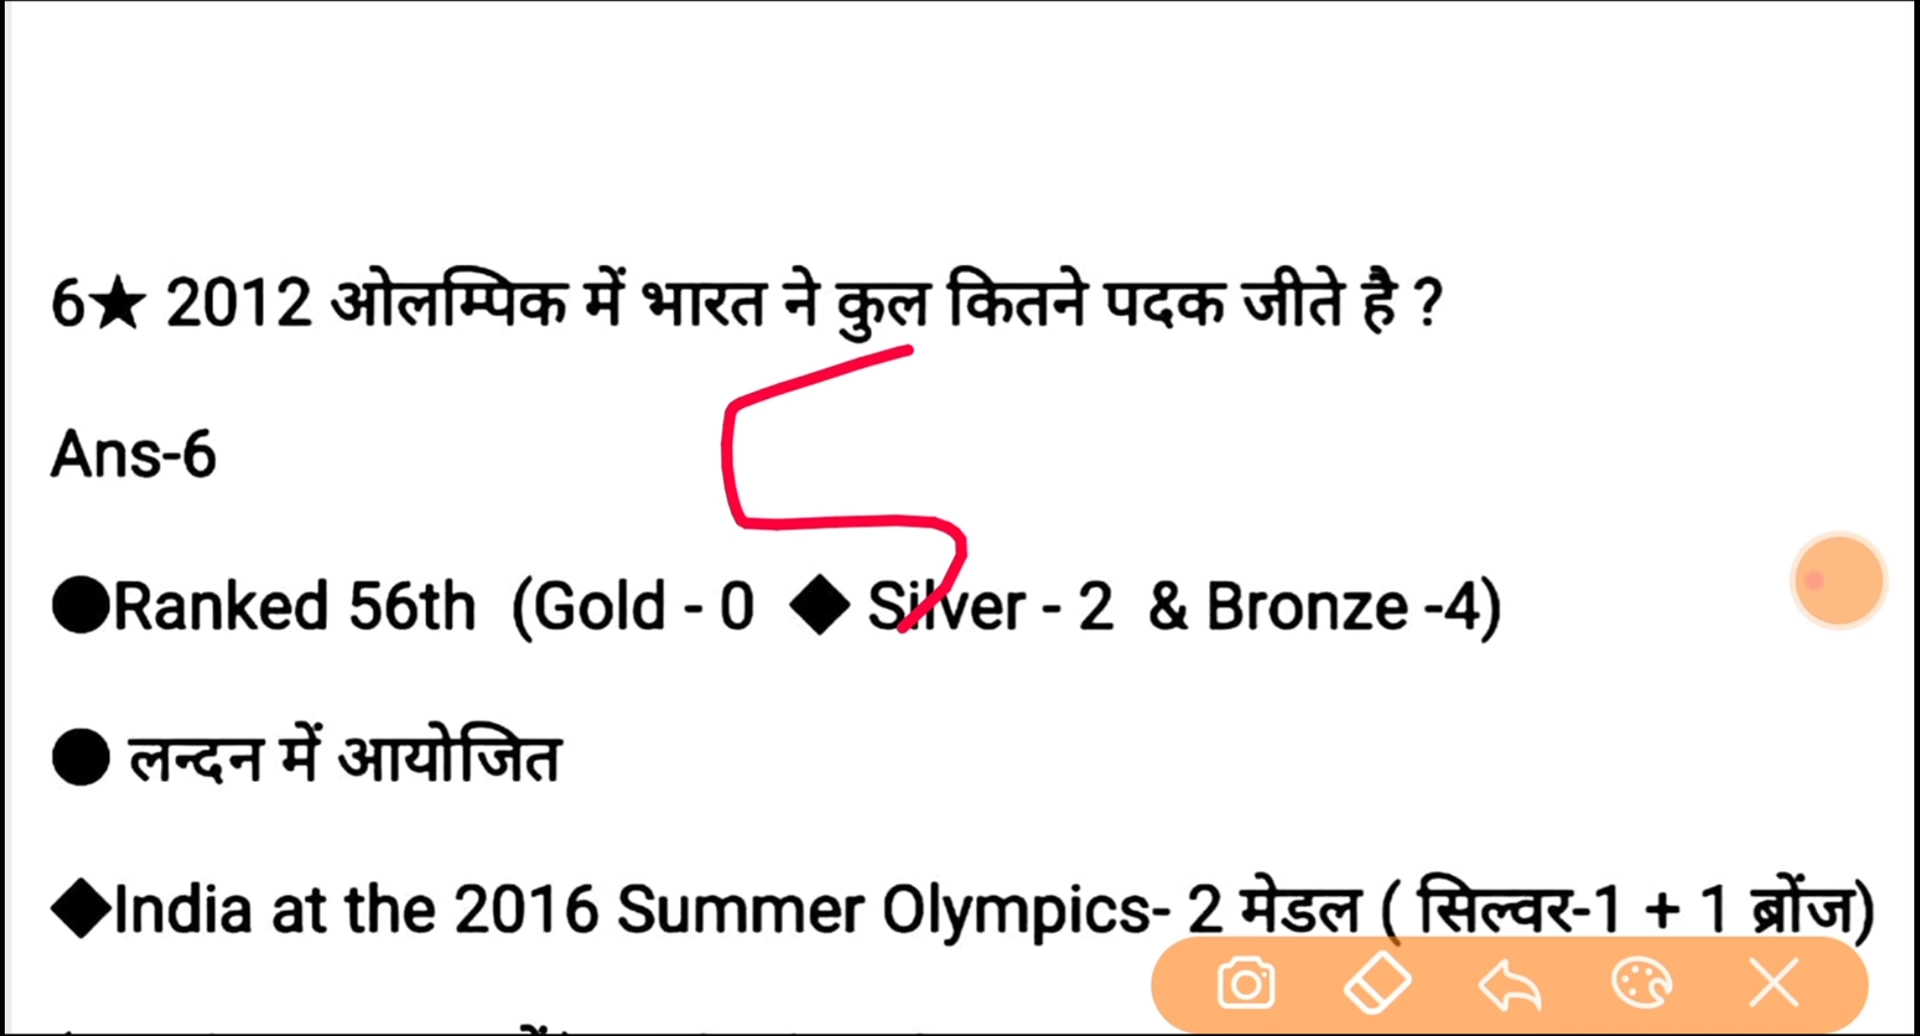 6★ 2012 ओलम्पिक में भारत ने कुल कितने पदक जीते है ?
Ans-6
●Ranked 56th (Gold - 0 ◆ Silver - 2 & Bronze -4)
● लन्दन में आयोजित
◆India at the 2016 Summer Olympics- 2 मेडल ( सिल्वर-1 + 1 ब्रोंज)